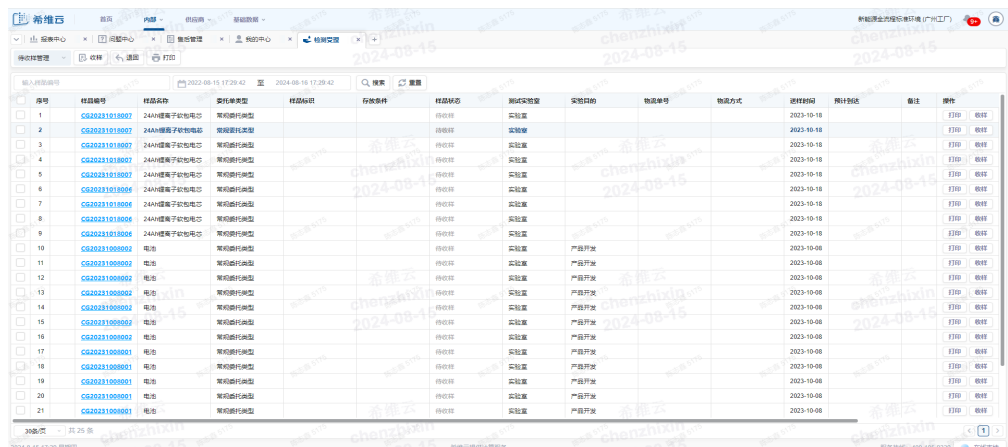 希维云 首页 内部 供应商 基础数据 新能源全流程标准环境 (广州工厂) 9+
报表中心 × 问题中心 × 售后管理 × 我的中心 × 检测受理 × +
待收样管理 收样 退回 打印
输入样品编号 2022-08-15 17:29:42 至 2024-08-16 17:29:42 搜索 重置
序号 样品编号 样品名称 委托单类型 样品标识 存放条件 样品状态 测试实验室 实验目的 物流单号 物流方式 送样时间 预计到达 备注 操作
1 CG20231018007 24Ah锂离子软包电芯 常规委托类型 待收样 实验室 2023-10-18 打印 收样
2 CG20231018007 24Ah锂离子软包电芯 常规委托类型 待收样 实验室 2023-10-18 打印 收样
3 CG20231018007 24Ah锂离子软包电芯 常规委托类型 待收样 实验室 2023-10-18 打印 收样
4 CG20231018007 24Ah锂离子软包电芯 常规委托类型 待收样 实验室 2023-10-18 打印 收样
5 CG20231018007 24Ah锂离子软包电芯 常规委托类型 待收样 实验室 2023-10-18 打印 收样
6 CG20231018006 24Ah锂离子软包电芯 常规委托类型 待收样 实验室 2023-10-18 打印 收样
7 CG20231018006 24Ah锂离子软包电芯 常规委托类型 待收样 实验室 2023-10-18 打印 收样
8 CG20231018006 24Ah锂离子软包电芯 常规委托类型 待收样 实验室 2023-10-18 打印 收样
9 CG20231018006 24Ah锂离子软包电芯 常规委托类型 待收样 实验室 2023-10-18 打印 收样
10 CG20231008002 电池 常规委托类型 待收样 实验室 产品开发 2023-10-08 打印 收样
11 CG20231008002 电池 常规委托类型 待收样 实验室 产品开发 2023-10-08 打印 收样
12 CG20231008002 电池 常规委托类型 待收样 实验室 产品开发 2023-10-08 打印 收样
13 CG20231008002 电池 常规委托类型 待收样 实验室 产品开发 2023-10-08 打印 收样
14 CG20231008002 电池 常规委托类型 待收样 实验室 产品开发 2023-10-08 打印 收样
15 CG20231008002 电池 常规委托类型 待收样 实验室 产品开发 2023-10-08 打印 收样
16 CG20231008002 电池 常规委托类型 待收样 实验室 产品开发 2023-10-08 打印 收样
17 CG20231008001 电池 常规委托类型 待收样 实验室 产品开发 2023-10-08 打印 收样
18 CG20231008001 电池 常规委托类型 待收样 实验室 产品开发 2023-10-08 打印 收样
19 CG20231008001 电池 常规委托类型 待收样 实验室 产品开发 2023-10-08 打印 收样
20 CG20231008001 电池 常规委托类型 待收样 实验室 产品开发 2023-10-08 打印 收样
21 CG20231008001 电池 常规委托类型 待收样 实验室 产品开发 2023-10-08 打印 收样
30条/页 共 25 条 1
希维云
chenzhixin
2024-08-15